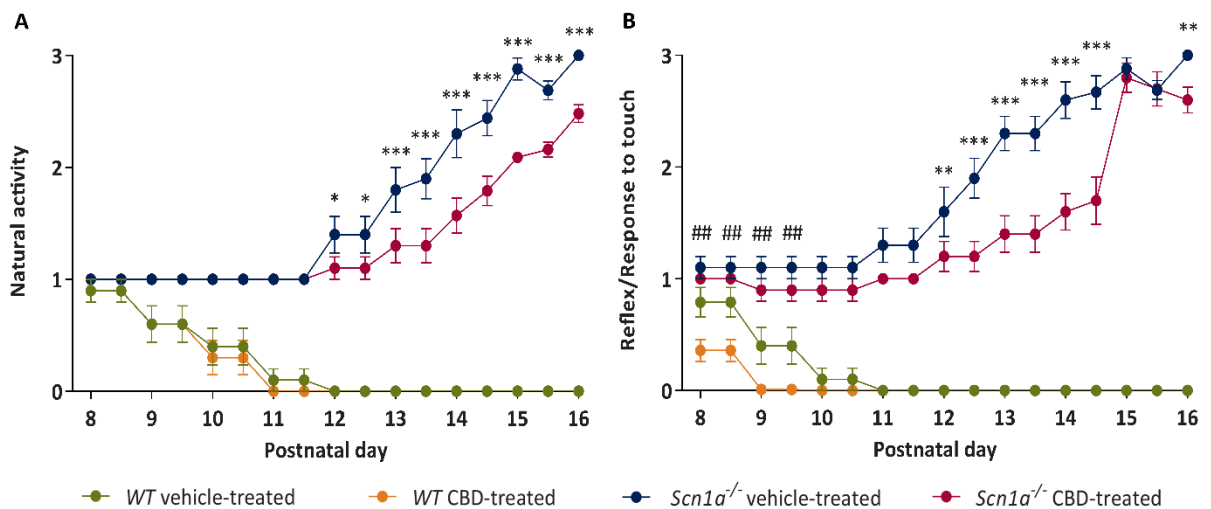 A
Natural activity
3
2
1
0
* * *** *** *** *** *** *** ***
8 9 10 11 12 13 14 15 16
Postnatal day
B
Reflex/Response to touch
3
2
1
0
## ## ## ## ** *** *** *** *** *** **
8 9 10 11 12 13 14 15 16
Postnatal day
WT vehicle-treated WT CBD-treated Scn1a-/- vehicle-treated Scn1a-/- CBD-treated